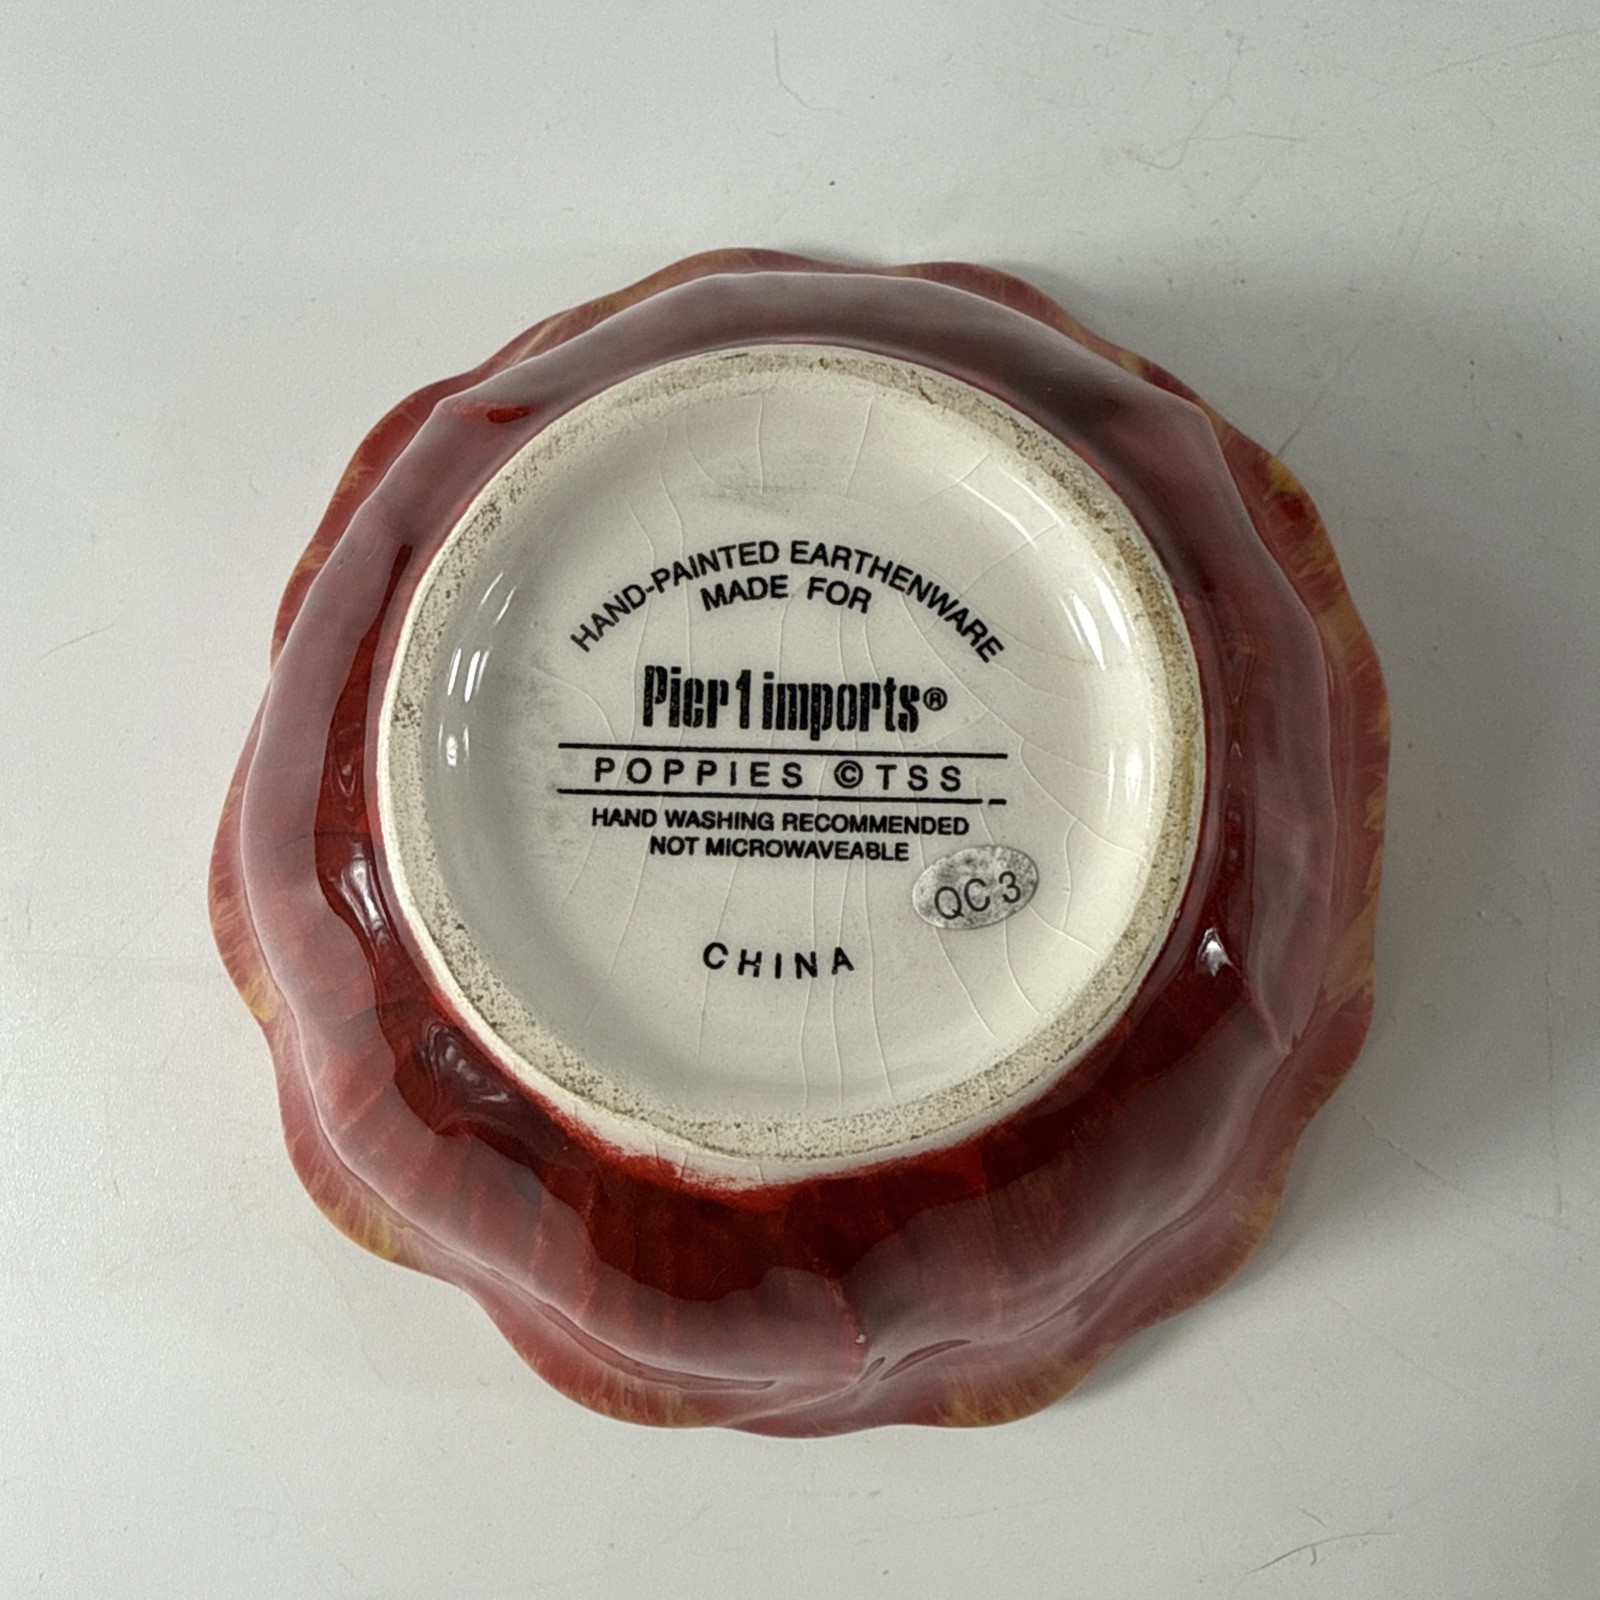 HAND-PAINTED EARTHENWARE
MADE FOR
Pier 1 imports®
POPPIES ©TSS
HAND WASHING RECOMMENDED
NOT MICROWAVEABLE
QC 3
CHINA